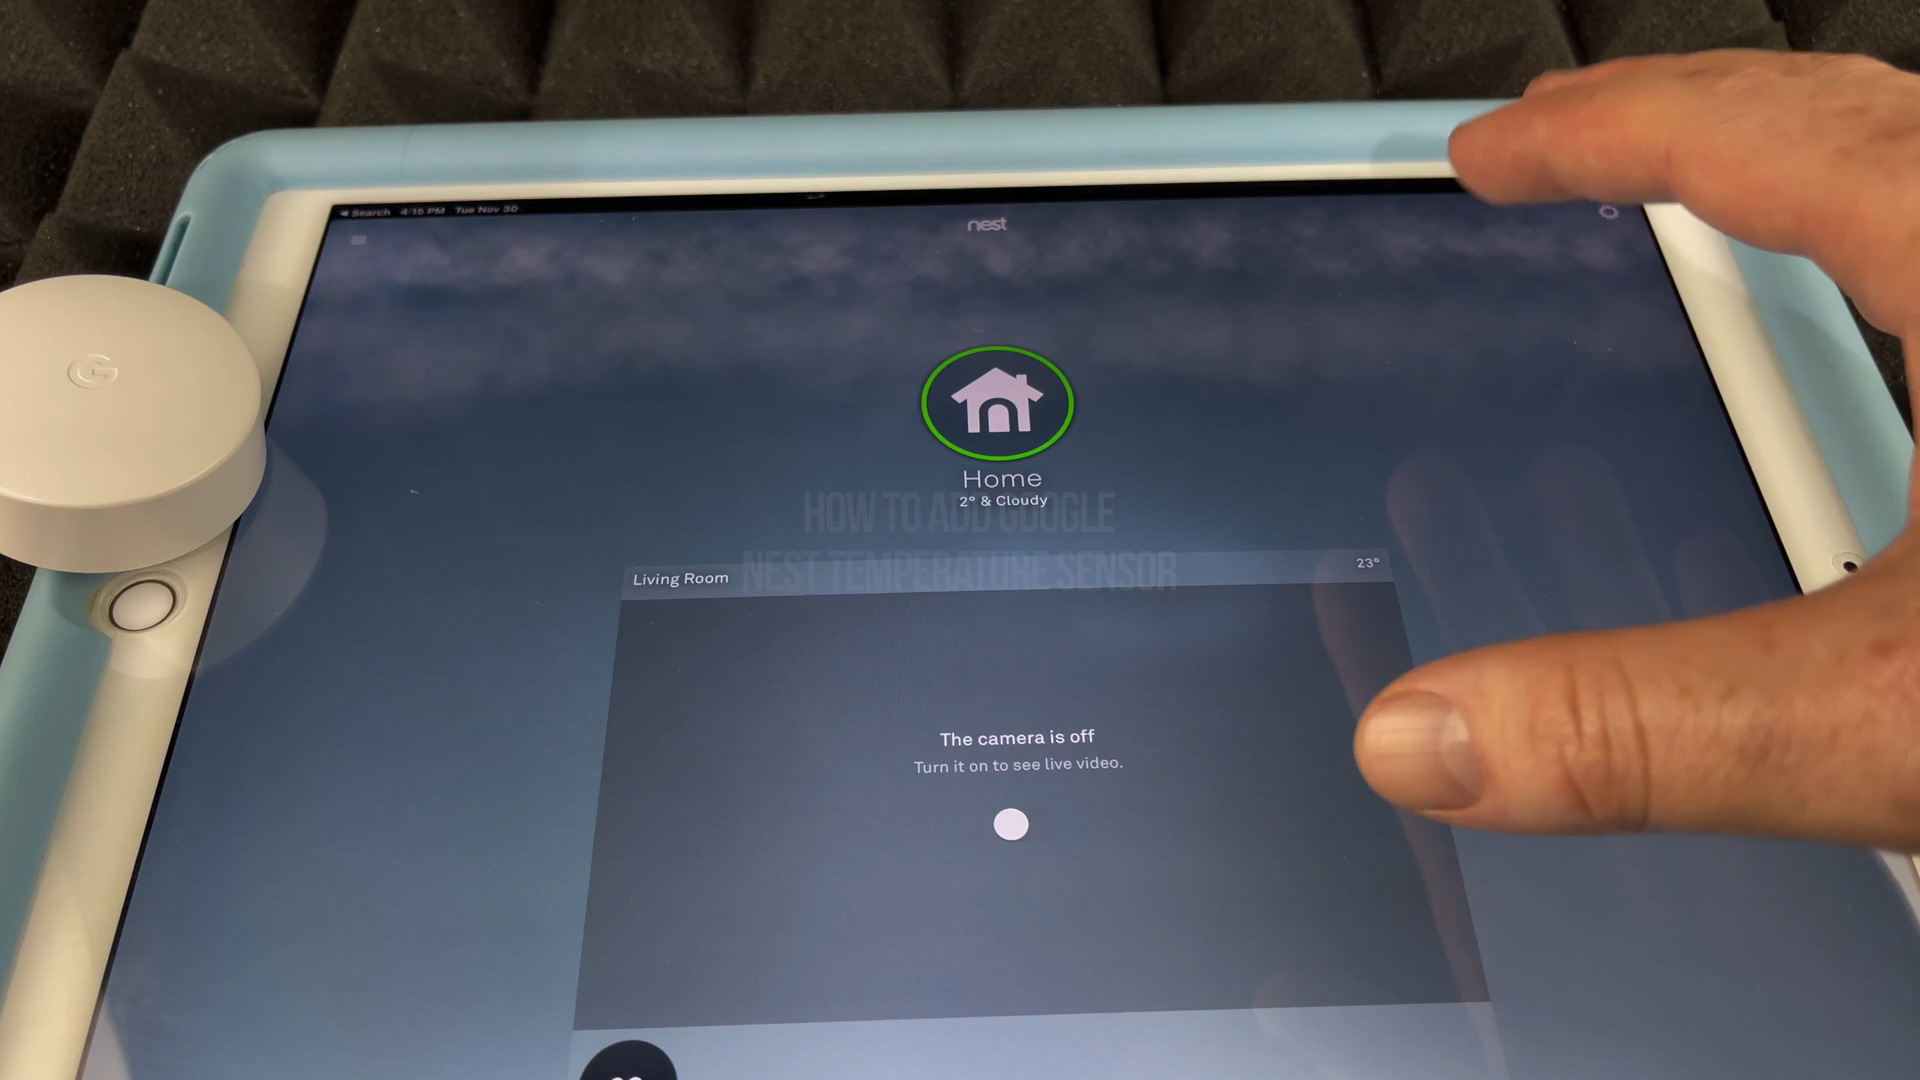 Search 4:15 PM Tue Nov 30
nest
G
Home
2° & Cloudy
HOW TO ADD GOOGLE
NEST TEMPERATURE SENSOR
Living Room 23°
The camera is off
Turn it on to see live video.